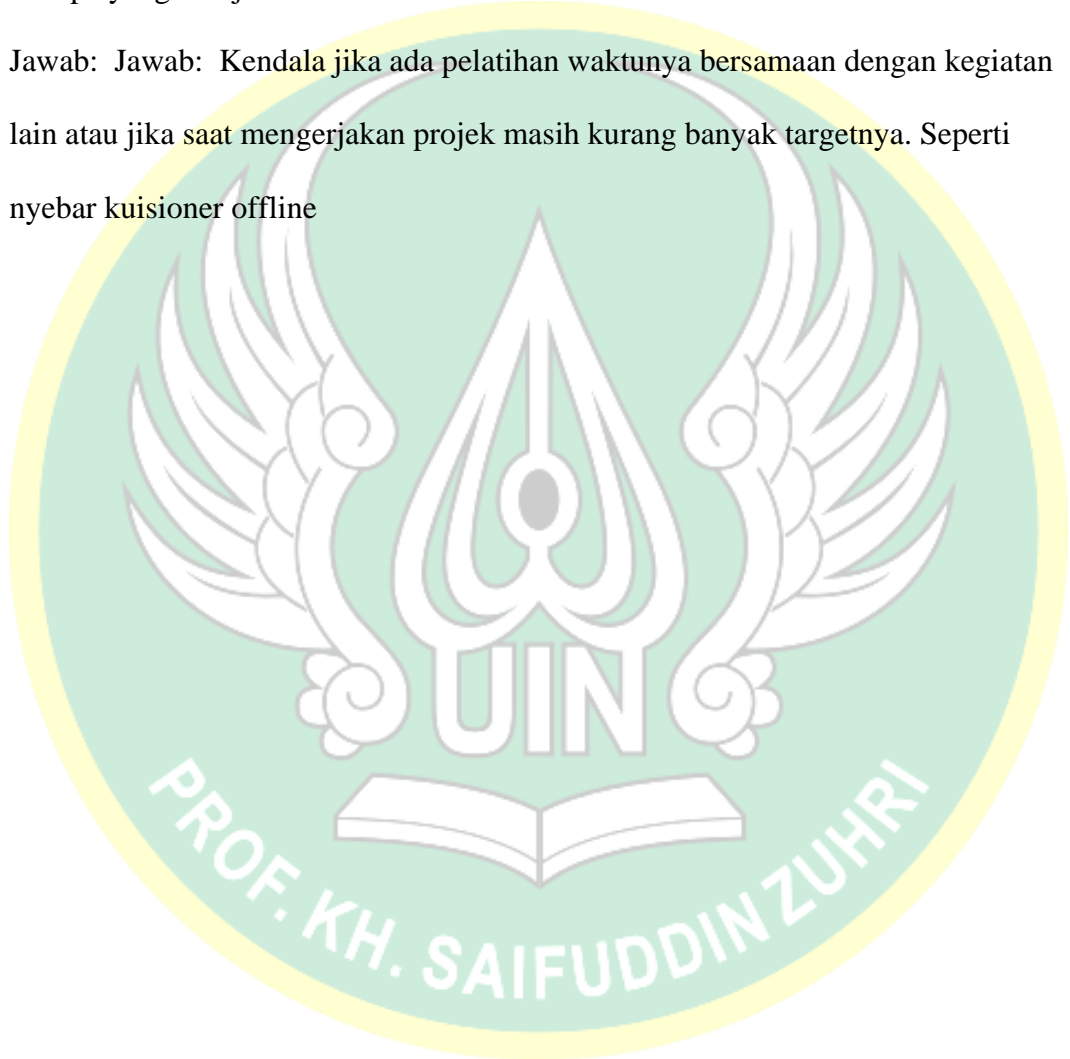 Jawab:  Jawab:  Kendala jika ada pelatihan waktunya bersamaan dengan kegiatan
lain atau jika saat mengerjakan projek masih kurang banyak targetnya. Seperti
nyebar kuisioner offline
UIN
PROF. KH. SAIFUDDIN ZUHRI